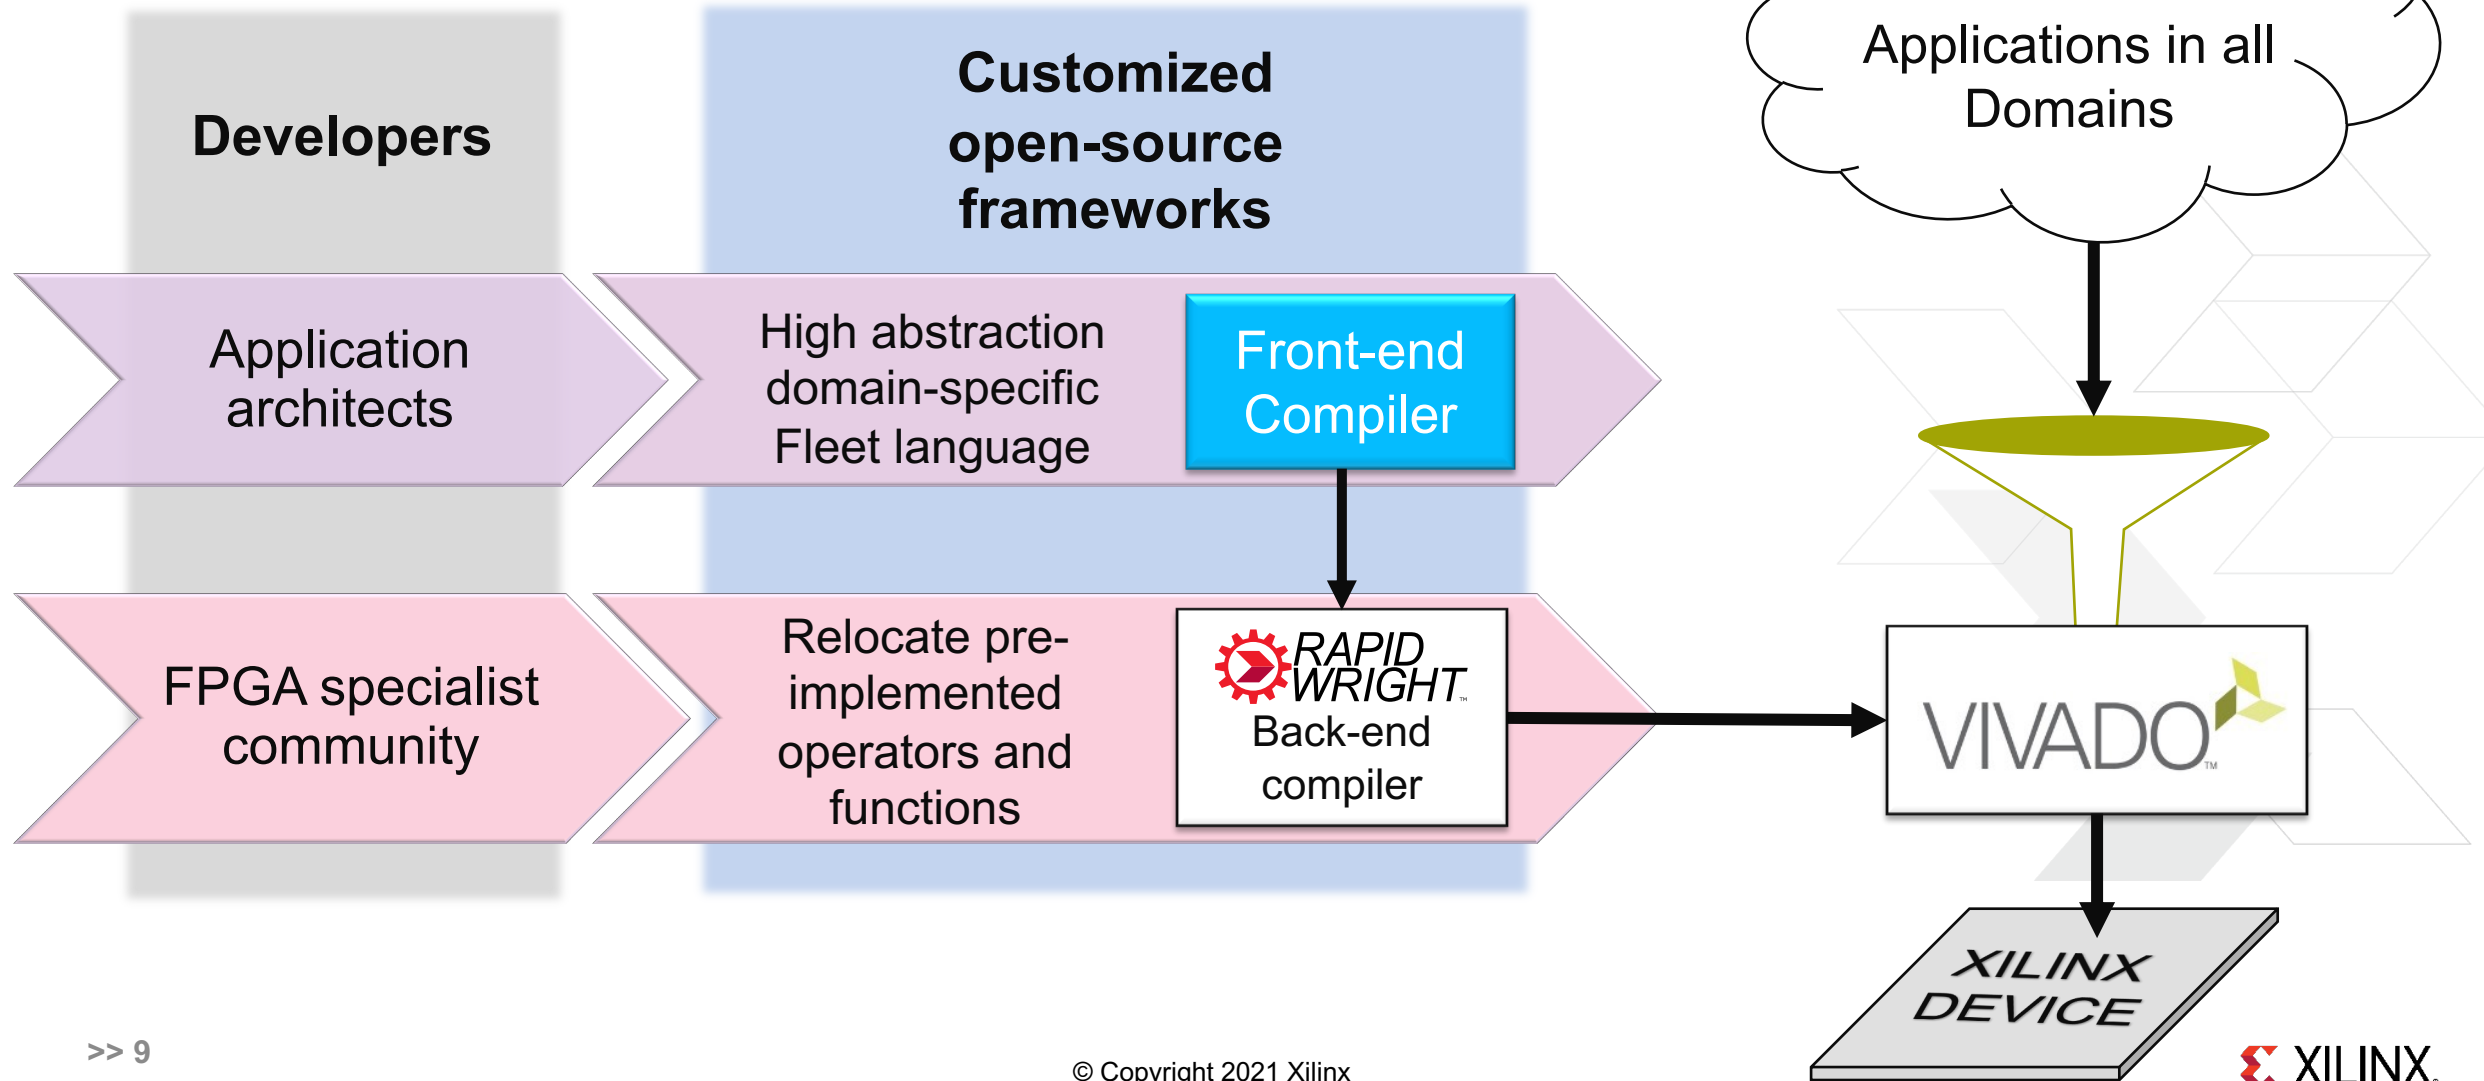 Developers
Customized
open-source
frameworks
Applications in all
Domains
Application
architects
High abstraction
domain-specific
Fleet language
Front-end
Compiler
FPGA specialist
community
Relocate pre-
implemented
operators and
functions
RAPID
WRIGHT™
Back-end
compiler
VIVADO™
XILINX
DEVICE
>> 9
© Copyright 2021 Xilinx
XILINX®